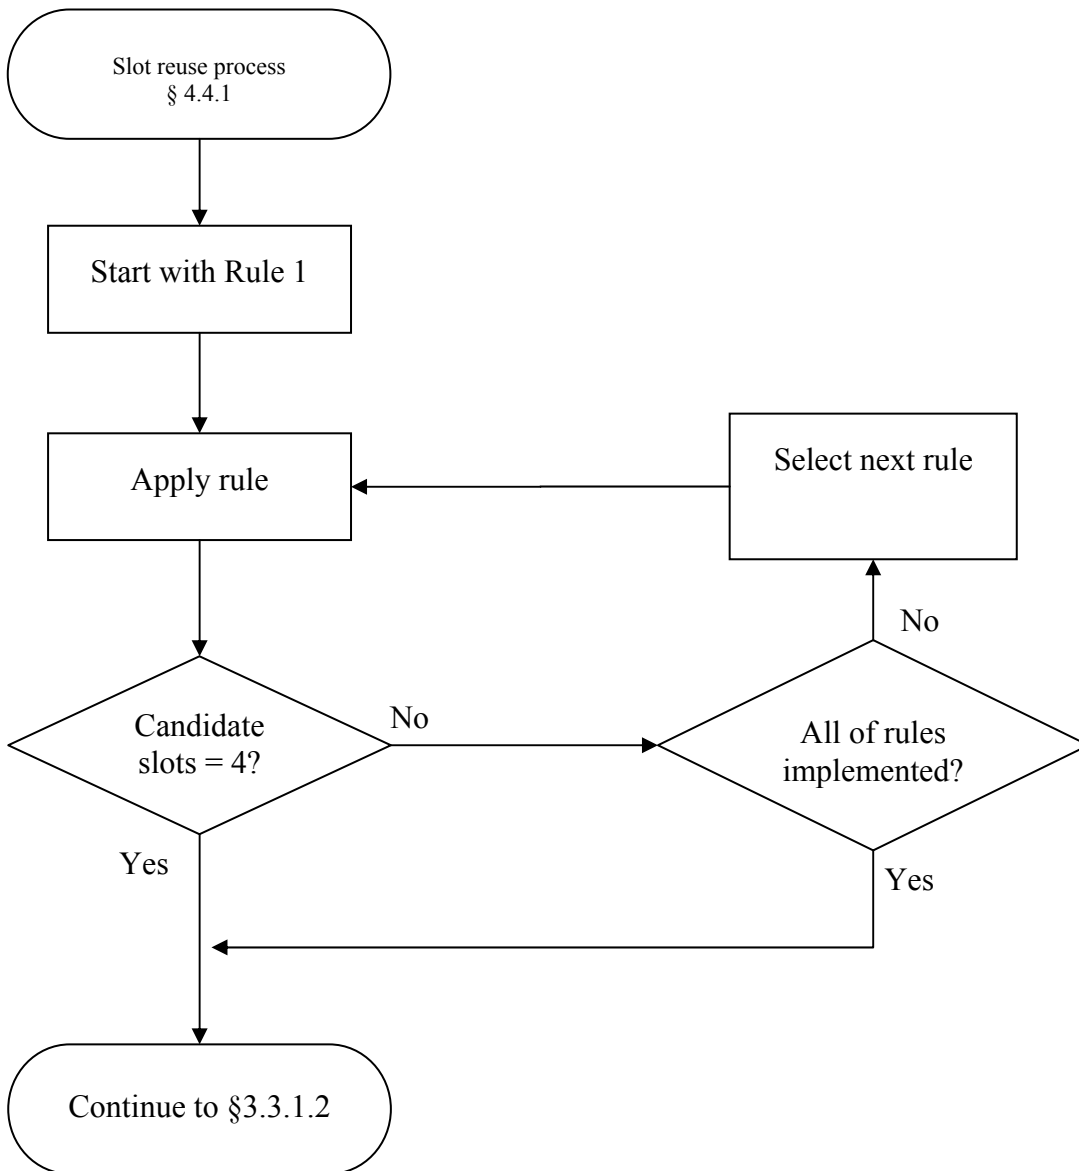 Slot reuse process
§ 4.4.1
Start with Rule 1
Apply rule
Select next rule
No
Candidate
slots = 4?
No
All of rules
implemented?
Yes
Yes
Continue to §3.3.1.2